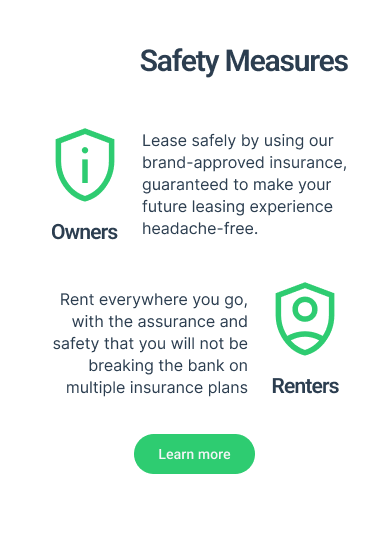 Safety Measures
Lease safely by using our
brand-approved insurance,
guaranteed to make your
future leasing experience
headache-free.
Owners
Rent everywhere you go,
with the assurance and
safety that you will not be
breaking the bank on
multiple insurance plans
Renters
Learn more